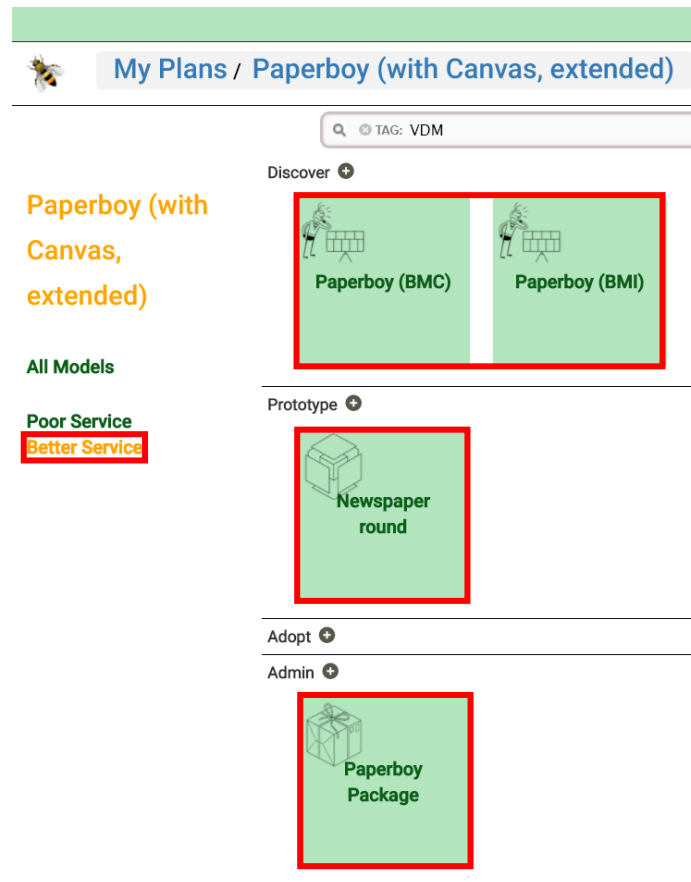 My Plans / Paperboy (with Canvas, extended)
TAG: VDM
Paperboy (with
Canvas,
extended)
All Models
Poor Service
Better Service
Discover
Paperboy (BMC)
Paperboy (BMI)
Prototype
Newspaper
round
Adopt
Admin
Paperboy
Package